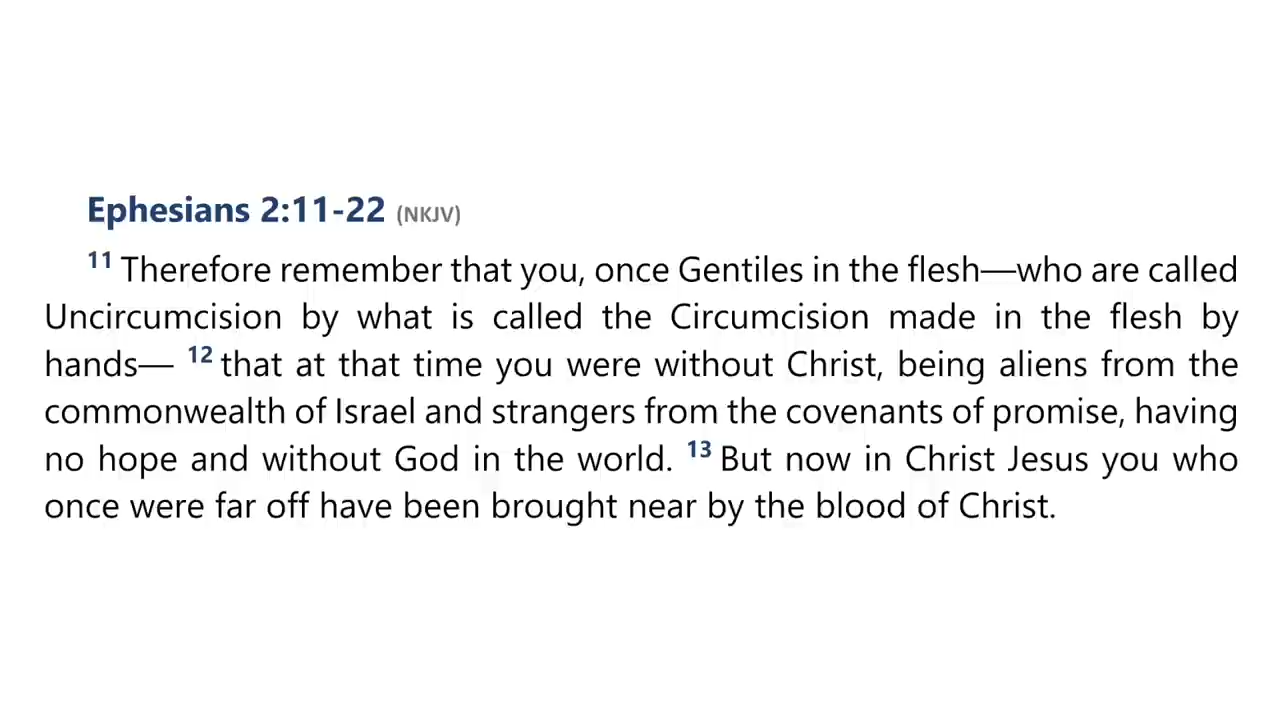 Ephesians 2:11-22 (NKJV)
11 Therefore remember that you, once Gentiles in the flesh—who are called
Uncircumcision by what is called the Circumcision made in the flesh by
hands— 12 that at that time you were without Christ, being aliens from the
commonwealth of Israel and strangers from the covenants of promise, having
no hope and without God in the world. 13 But now in Christ Jesus you who
once were far off have been brought near by the blood of Christ.